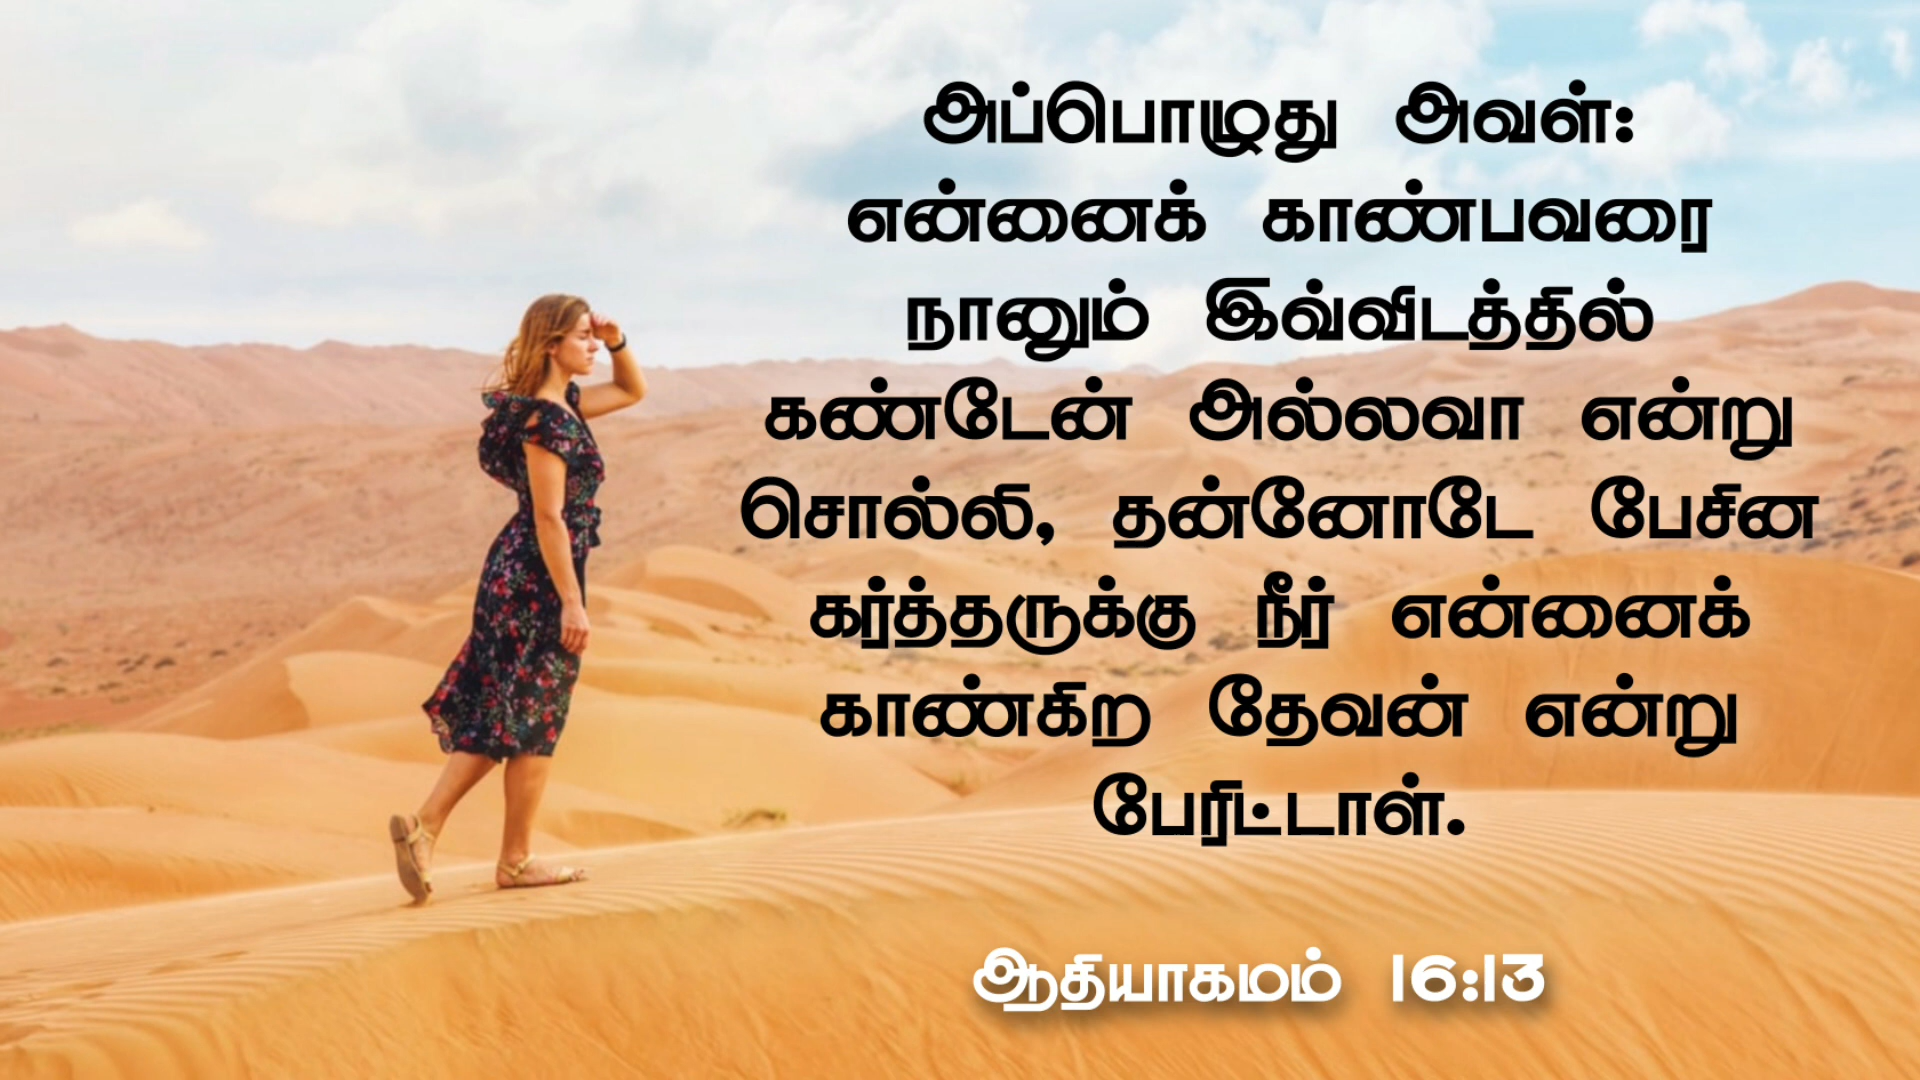 அப்பொழுது அவள்:
என்னைக் காண்பவரை
நானும் இவ்விடத்தில்
கண்டேன் அல்லவா என்று
சொல்லி, தன்னோடே பேசின
கர்த்தருக்கு நீர் என்னைக்
காண்கிற தேவன் என்று
பேரிட்டாள்.
ஆதியாகமம் 16:13